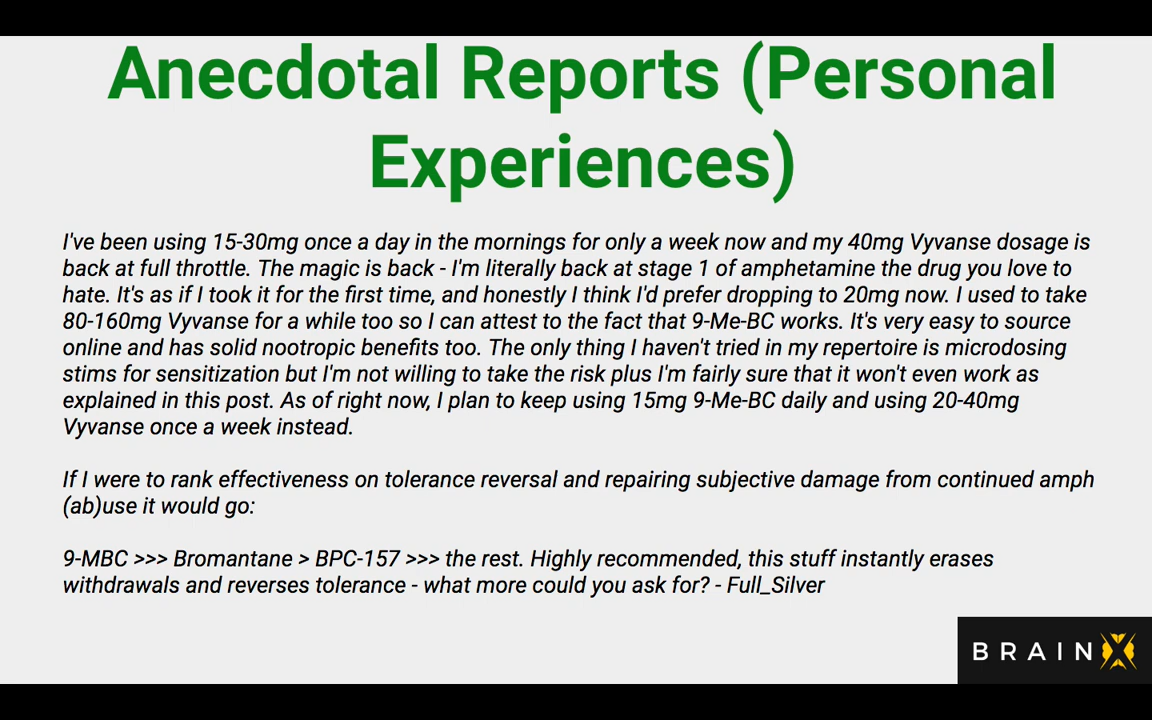 Anecdotal Reports (Personal
Experiences)
I've been using 15-30mg once a day in the mornings for only a week now and my 40mg Vyvanse dosage is
back at full throttle. The magic is back - I'm literally back at stage 1 of amphetamine the drug you love to
hate. It's as if I took it for the first time, and honestly I think I'd prefer dropping to 20mg now. I used to take
80-160mg Vyvanse for a while too so I can attest to the fact that 9-Me-BC works. It's very easy to source
online and has solid nootropic benefits too. The only thing I haven't tried in my repertoire is microdosing
stims for sensitization but I'm not willing to take the risk plus I'm fairly sure that it won't even work as
explained in this post. As of right now, I plan to keep using 15mg 9-Me-BC daily and using 20-40mg
Vyvanse once a week instead.
If I were to rank effectiveness on tolerance reversal and repairing subjective damage from continued amph
(ab)use it would go:
9-MBC >>> Bromantane > BPC-157 >>> the rest. Highly recommended, this stuff instantly erases
withdrawals and reverses tolerance - what more could you ask for? - Full_Silver
BRAINX